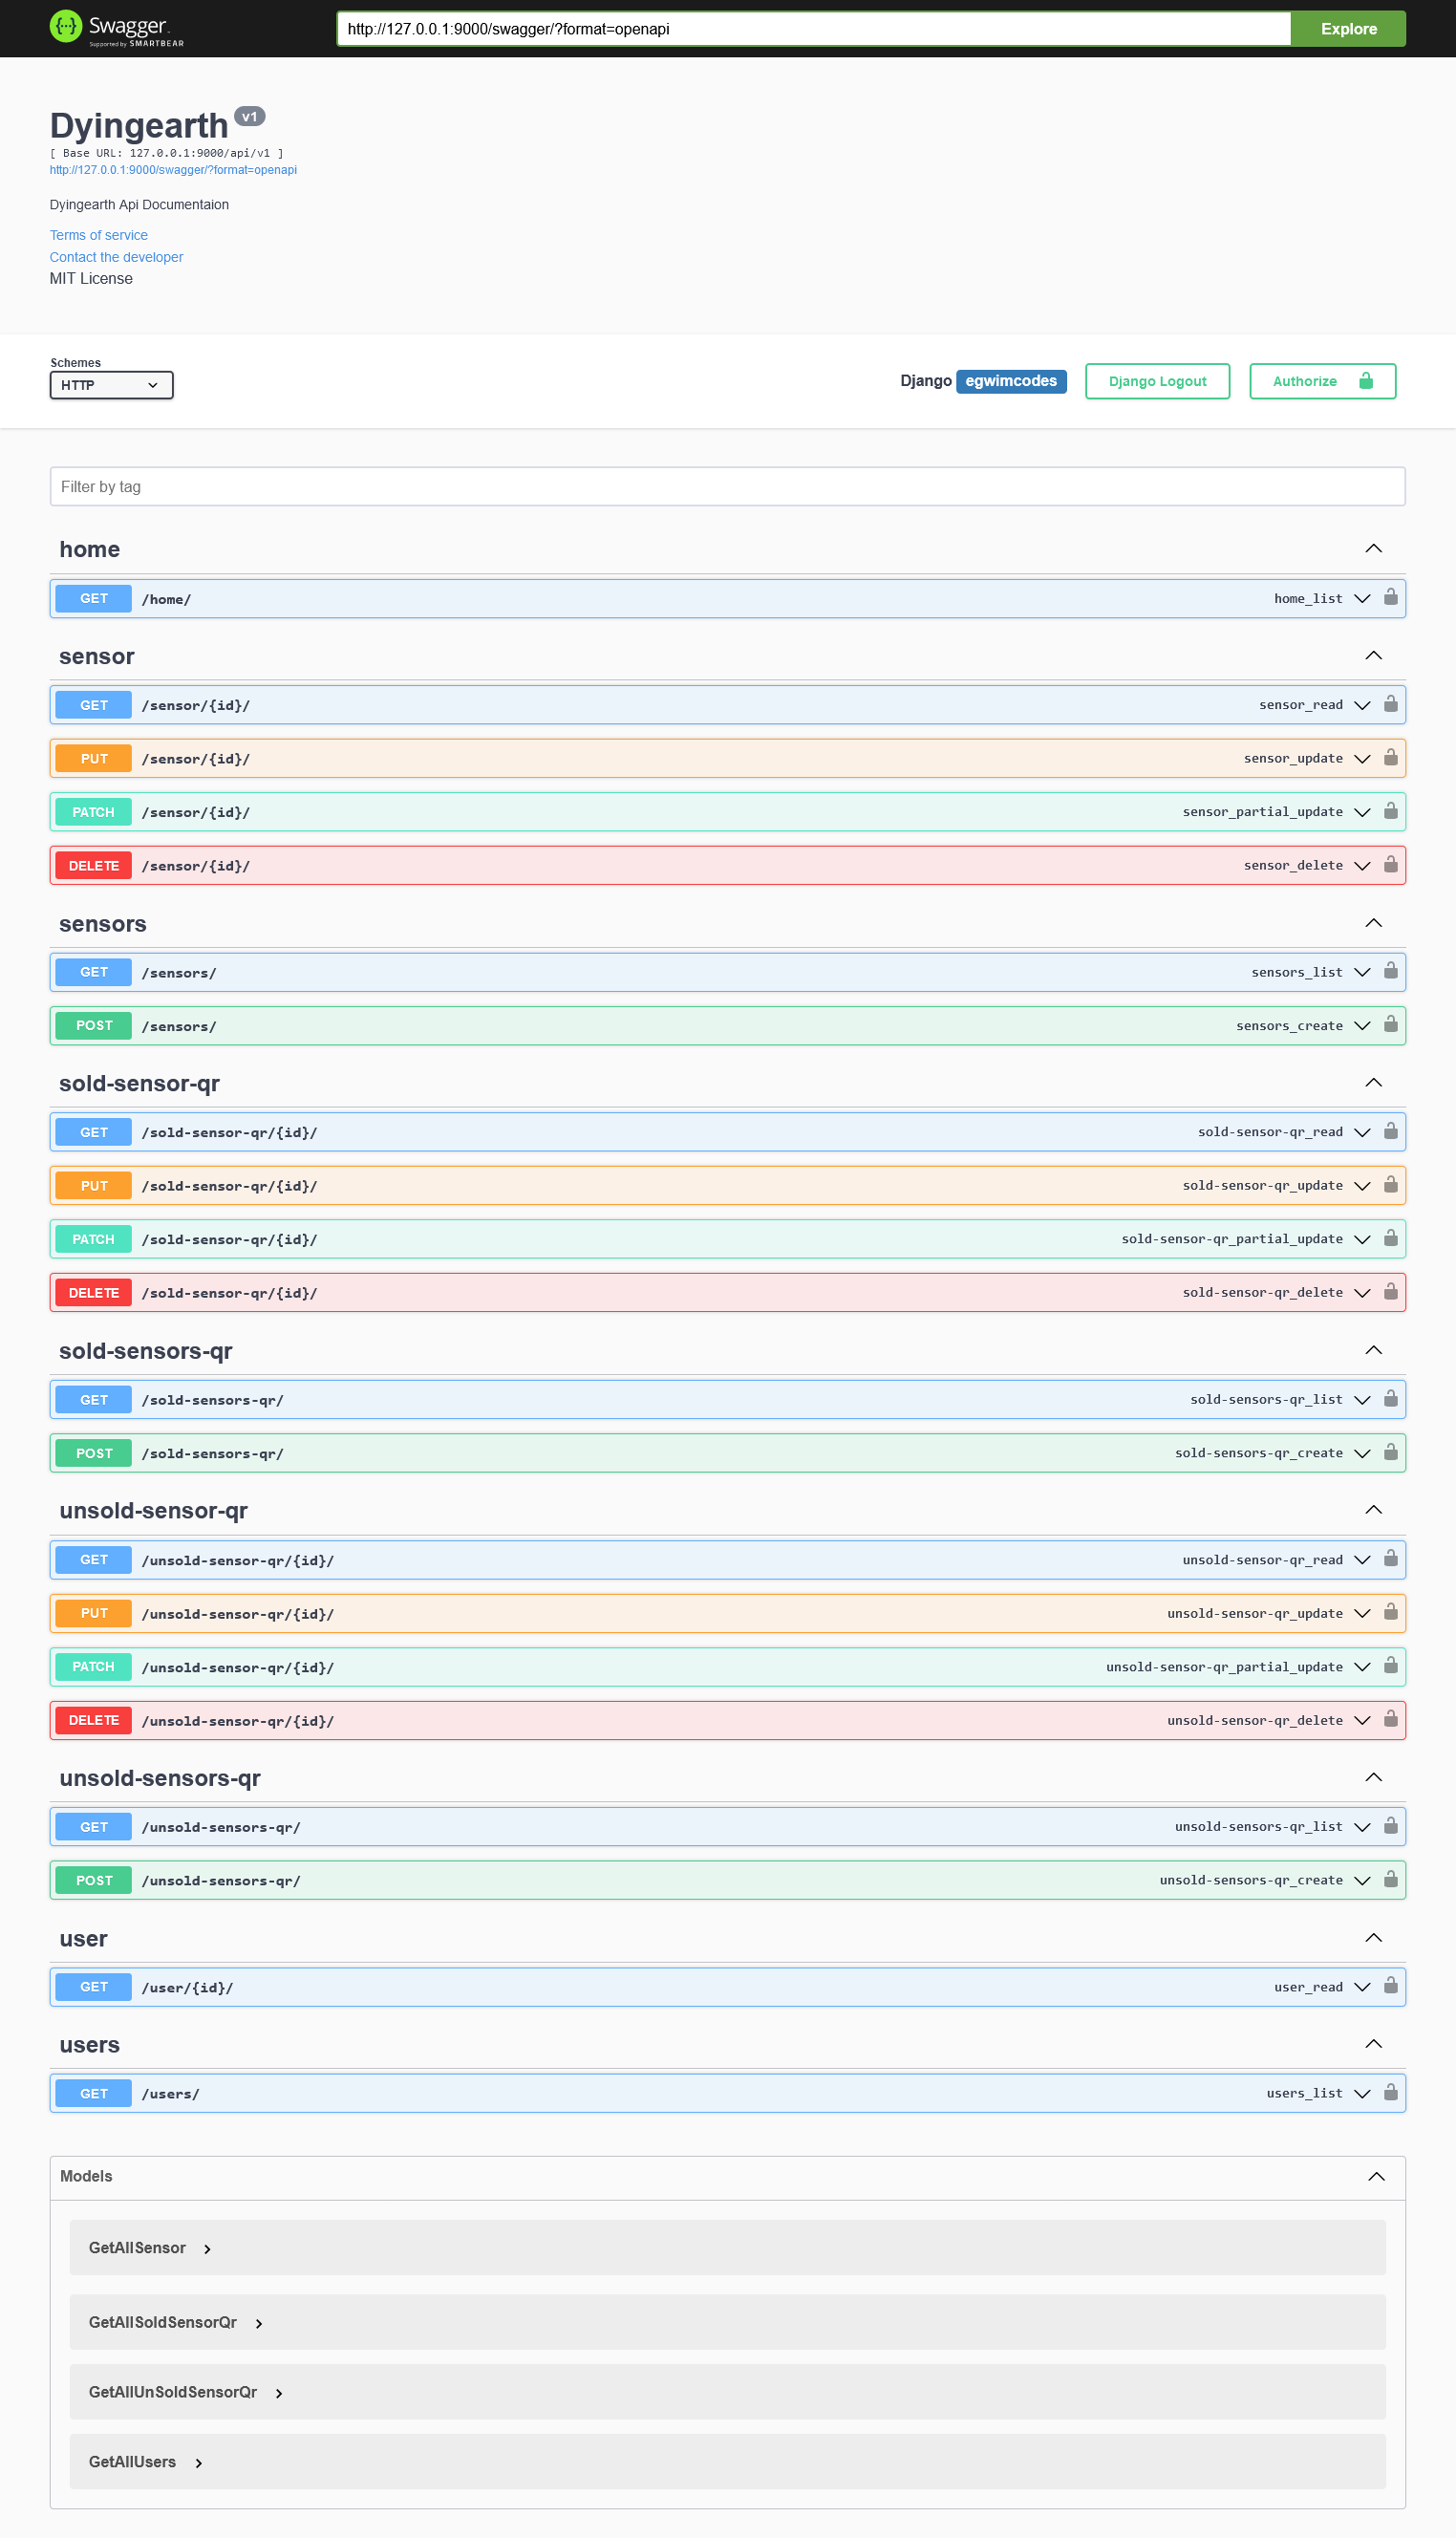 Swagger.
Supported by SMARTBEAR
http://127.0.0.1:9000/swagger/?format=openapi
Explore
Dyingearth v1
[ Base URL: 127.0.0.1:9000/api/v1 ]
http://127.0.0.1:9000/swagger/?format=openapi
Dyingearth Api Documentaion
Terms of service
Contact the developer
MIT License
Schemes
HTTP
Django egwimcodes
Django Logout
Authorize
Filter by tag
home
GET /home/ home_list
sensor
GET /sensor/{id}/ sensor_read
PUT /sensor/{id}/ sensor_update
PATCH /sensor/{id}/ sensor_partial_update
DELETE /sensor/{id}/ sensor_delete
sensors
GET /sensors/ sensors_list
POST /sensors/ sensors_create
sold-sensor-qr
GET /sold-sensor-qr/{id}/ sold-sensor-qr_read
PUT /sold-sensor-qr/{id}/ sold-sensor-qr_update
PATCH /sold-sensor-qr/{id}/ sold-sensor-qr_partial_update
DELETE /sold-sensor-qr/{id}/ sold-sensor-qr_delete
sold-sensors-qr
GET /sold-sensors-qr/ sold-sensors-qr_list
POST /sold-sensors-qr/ sold-sensors-qr_create
unsold-sensor-qr
GET /unsold-sensor-qr/{id}/ unsold-sensor-qr_read
PUT /unsold-sensor-qr/{id}/ unsold-sensor-qr_update
PATCH /unsold-sensor-qr/{id}/ unsold-sensor-qr_partial_update
DELETE /unsold-sensor-qr/{id}/ unsold-sensor-qr_delete
unsold-sensors-qr
GET /unsold-sensors-qr/ unsold-sensors-qr_list
POST /unsold-sensors-qr/ unsold-sensors-qr_create
user
GET /user/{id}/ user_read
users
GET /users/ users_list
Models
GetAllSensor
GetAllSoldSensorQr
GetAllUnSoldSensorQr
GetAllUsers